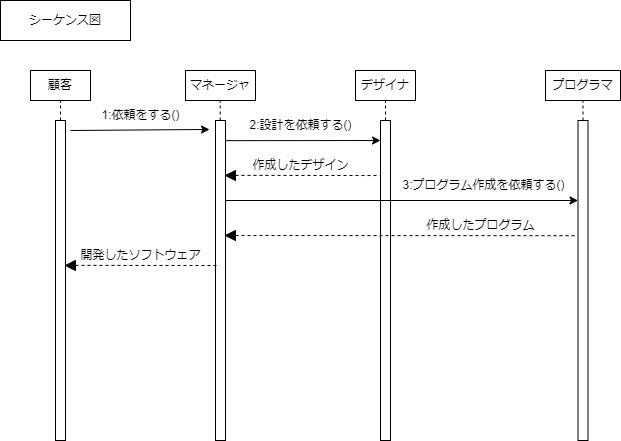 シーケンス図
顧客
マネージャ
デザイナ
プログラマ
1:依頼をする()
2:設計を依頼する()
作成したデザイン
3:プログラム作成を依頼する()
作成したプログラム
開発したソフトウェア